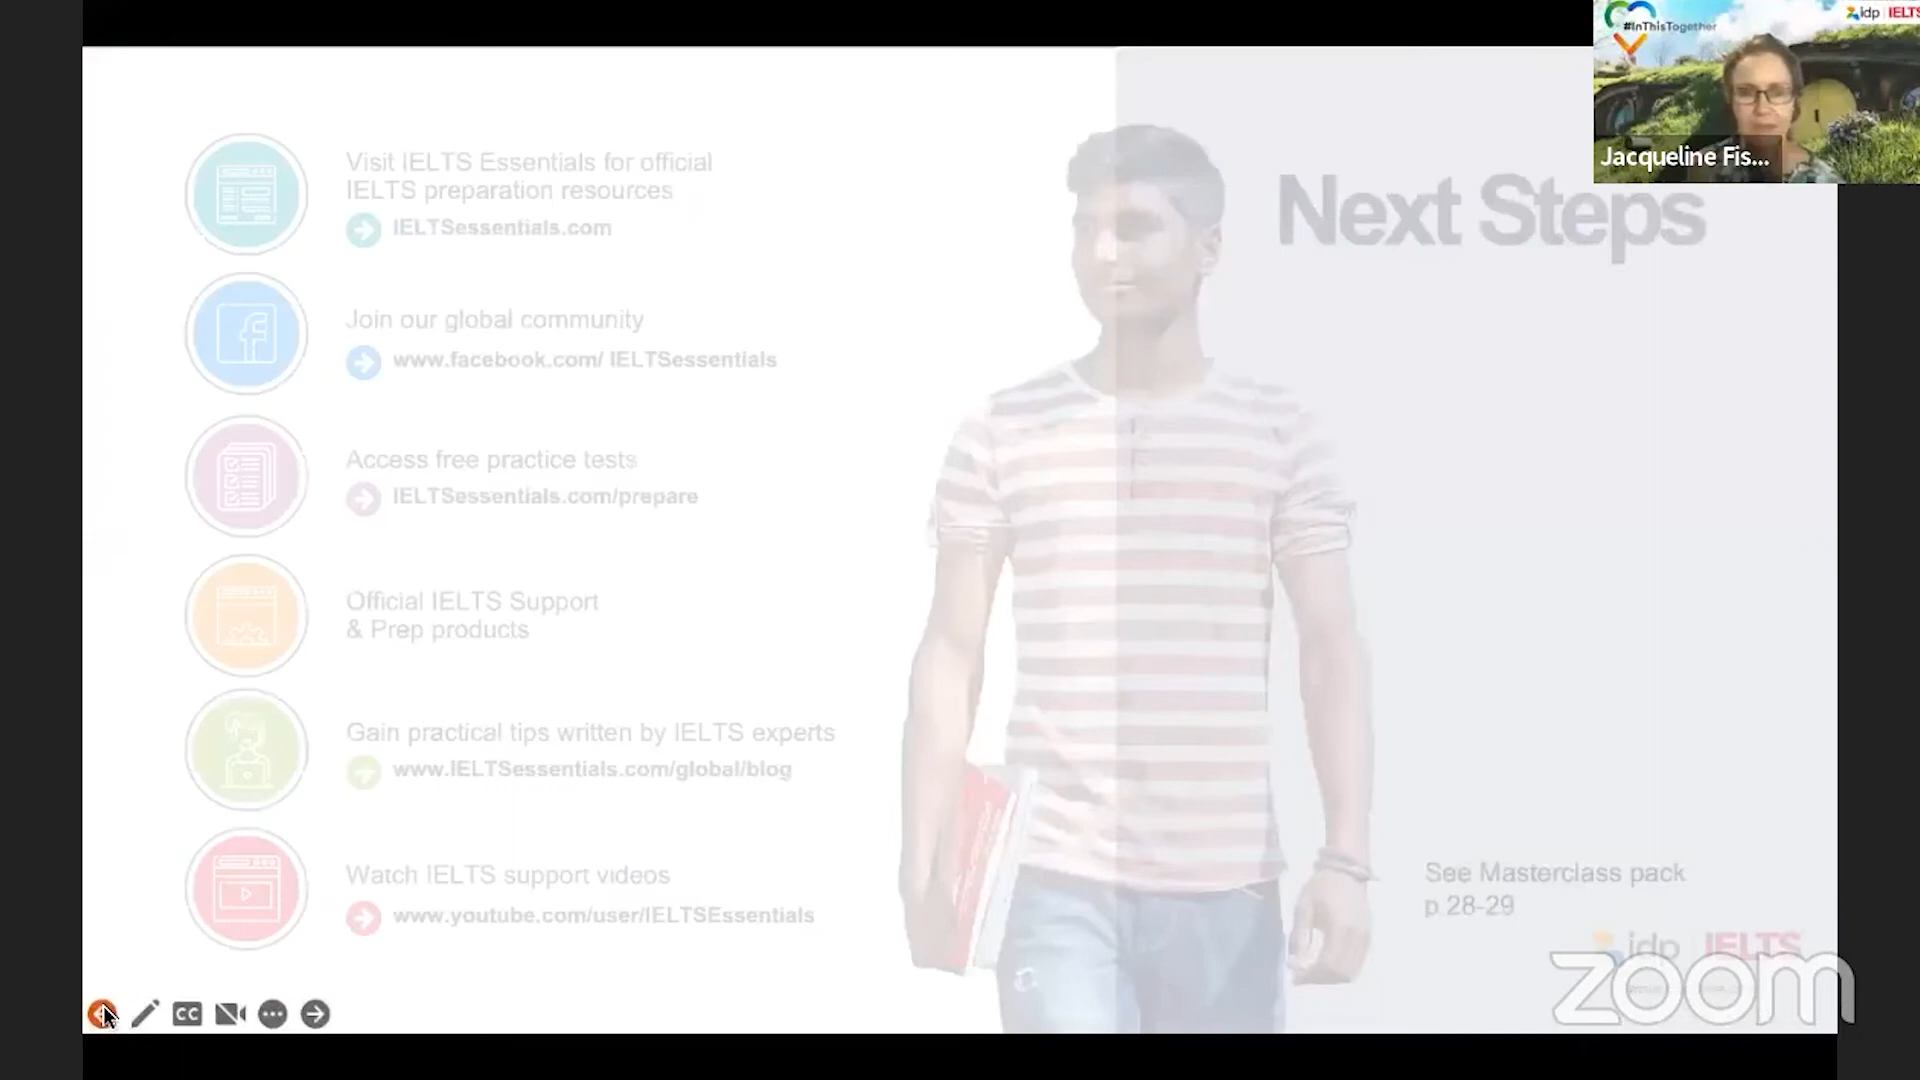 #InThisTogether
idp IELTS
Jacqueline Fis...
Next Steps
Visit IELTS Essentials for official
IELTS preparation resources
IELTSessentials.com
Join our global community
www.facebook.com/ IELTSessentials
Access free practice tests
IELTSessentials.com/prepare
Official IELTS Support
& Prep products
Gain practical tips written by IELTS experts
www.IELTSessentials.com/global/blog
Watch IELTS support videos
www.youtube.com/user/IELTSEssentials
See Masterclass pack
p 28-29
idp IELTS
zoom
CC